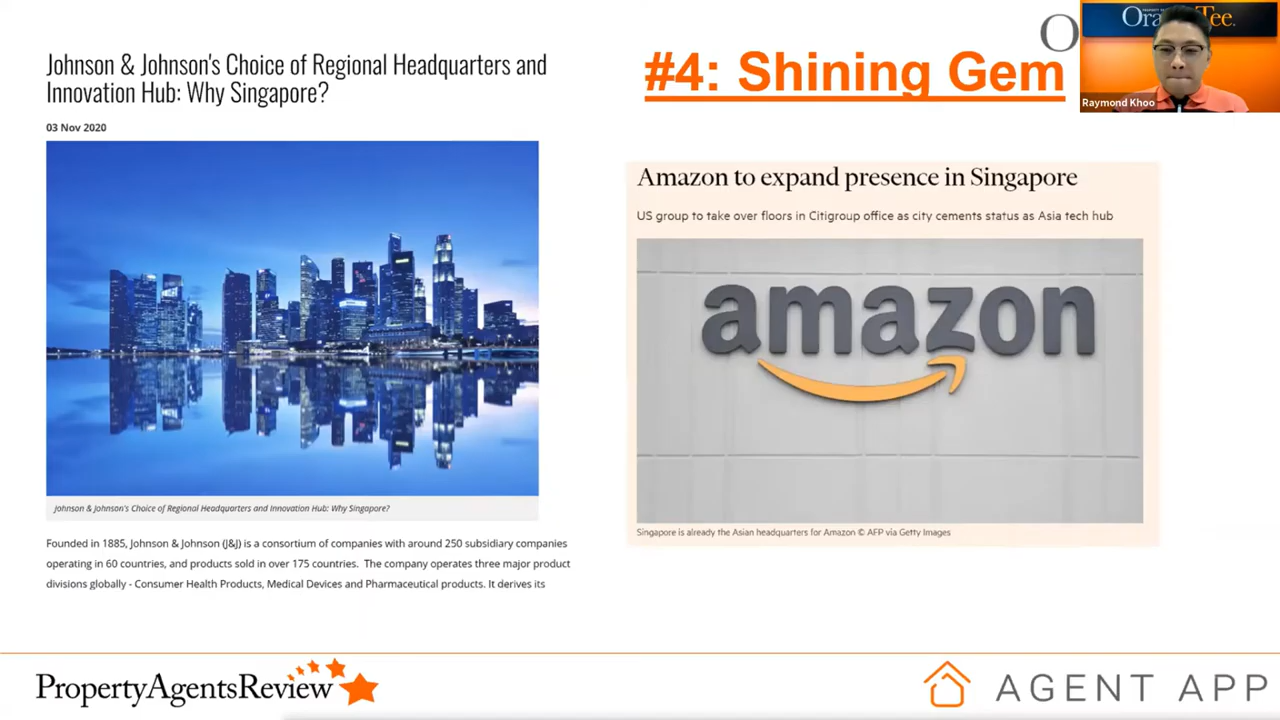 Johnson & Johnson's Choice of Regional Headquarters and
Innovation Hub: Why Singapore?
03 Nov 2020
Johnson & Johnson's Choice of Regional Headquarters and Innovation Hub: Why Singapore?
Founded in 1885, Johnson & Johnson (J&J) is a consortium of companies with around 250 subsidiary companies
operating in 60 countries, and products sold in over 175 countries. The company operates three major product
divisions globally - Consumer Health Products, Medical Devices and Pharmaceutical products. It derives its
#4: Shining Gem
O
Raymond Khoo
Amazon to expand presence in Singapore
US group to take over floors in Citigroup office as city cements status as Asia tech hub
amazon
Singapore is already the Asian headquarters for Amazon © AFP via Getty Images
PropertyAgentsReview
AGENT APP